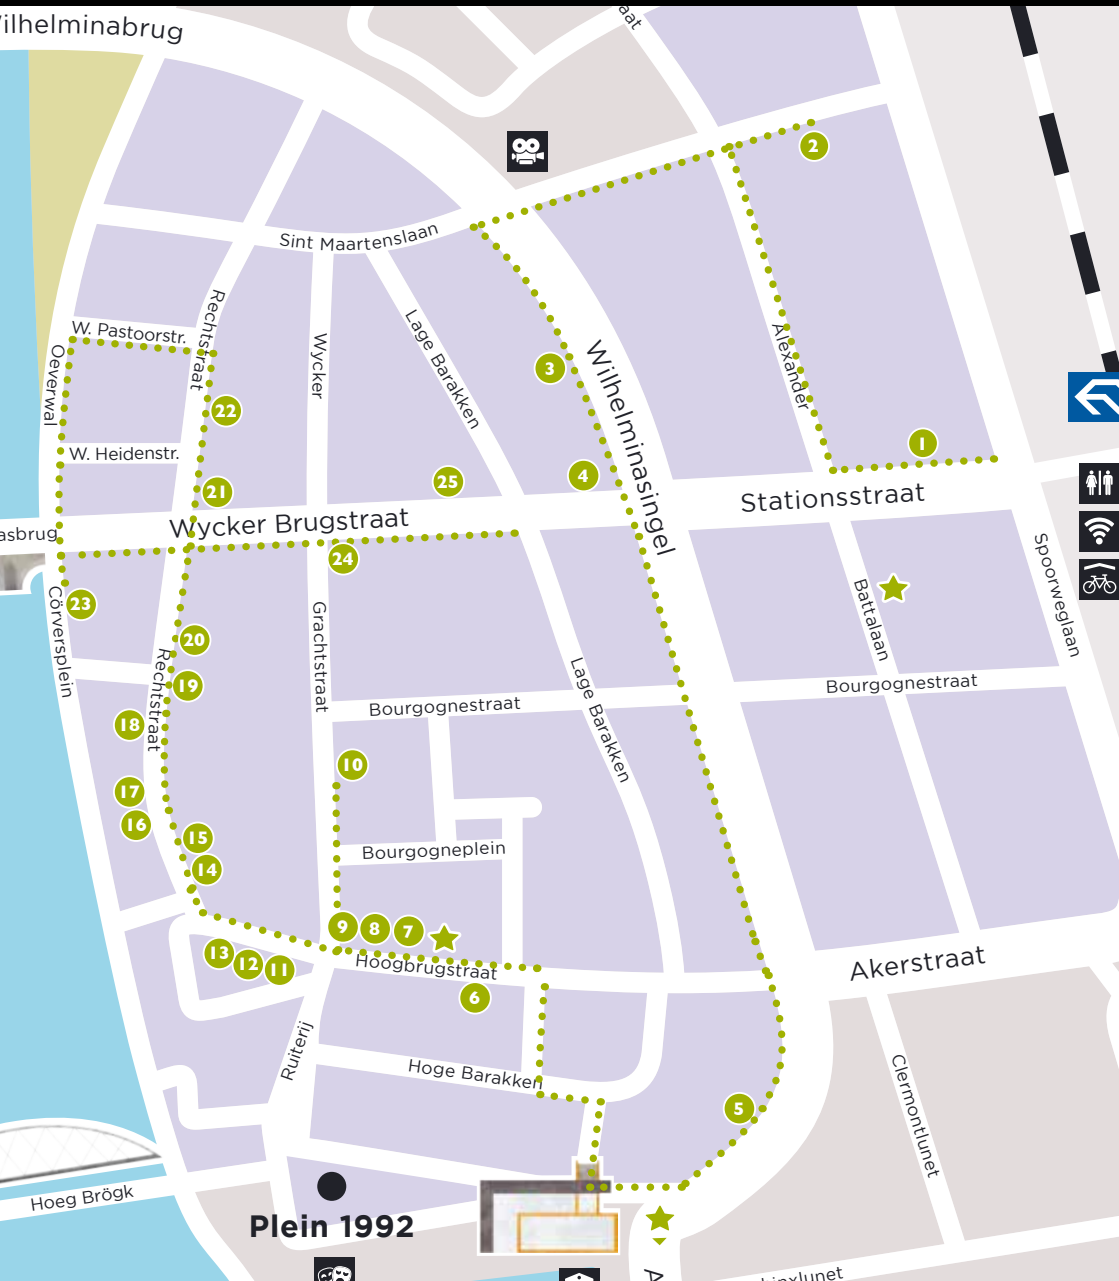 ilhelminabrug
aat
2
Sint Maartenslaan
Rechtstraat
W. Pastoorstr.
Oeverwal
Wycker
Lage Barakken
3
Wilhelminasingel
Alexander
22
1
W. Heidenstr.
21
25
4
Stationsstraat
Wycker Brugstraat
asbrug
24
23
Cörversplein
Grachtstraat
Battalaan
Spoorweglaan
20
Rechtstraat
19
Lage Barakken
Bourgognestraat
Bourgognestraat
18
10
17
16
15
Bourgogneplein
14
9
8
7
13
12
11
Hoogbrugstraat
Akerstraat
6
Ruiterij
Hoge Barakken
Clermontlunet
5
Hoeg Brögk
Plein 1992
A